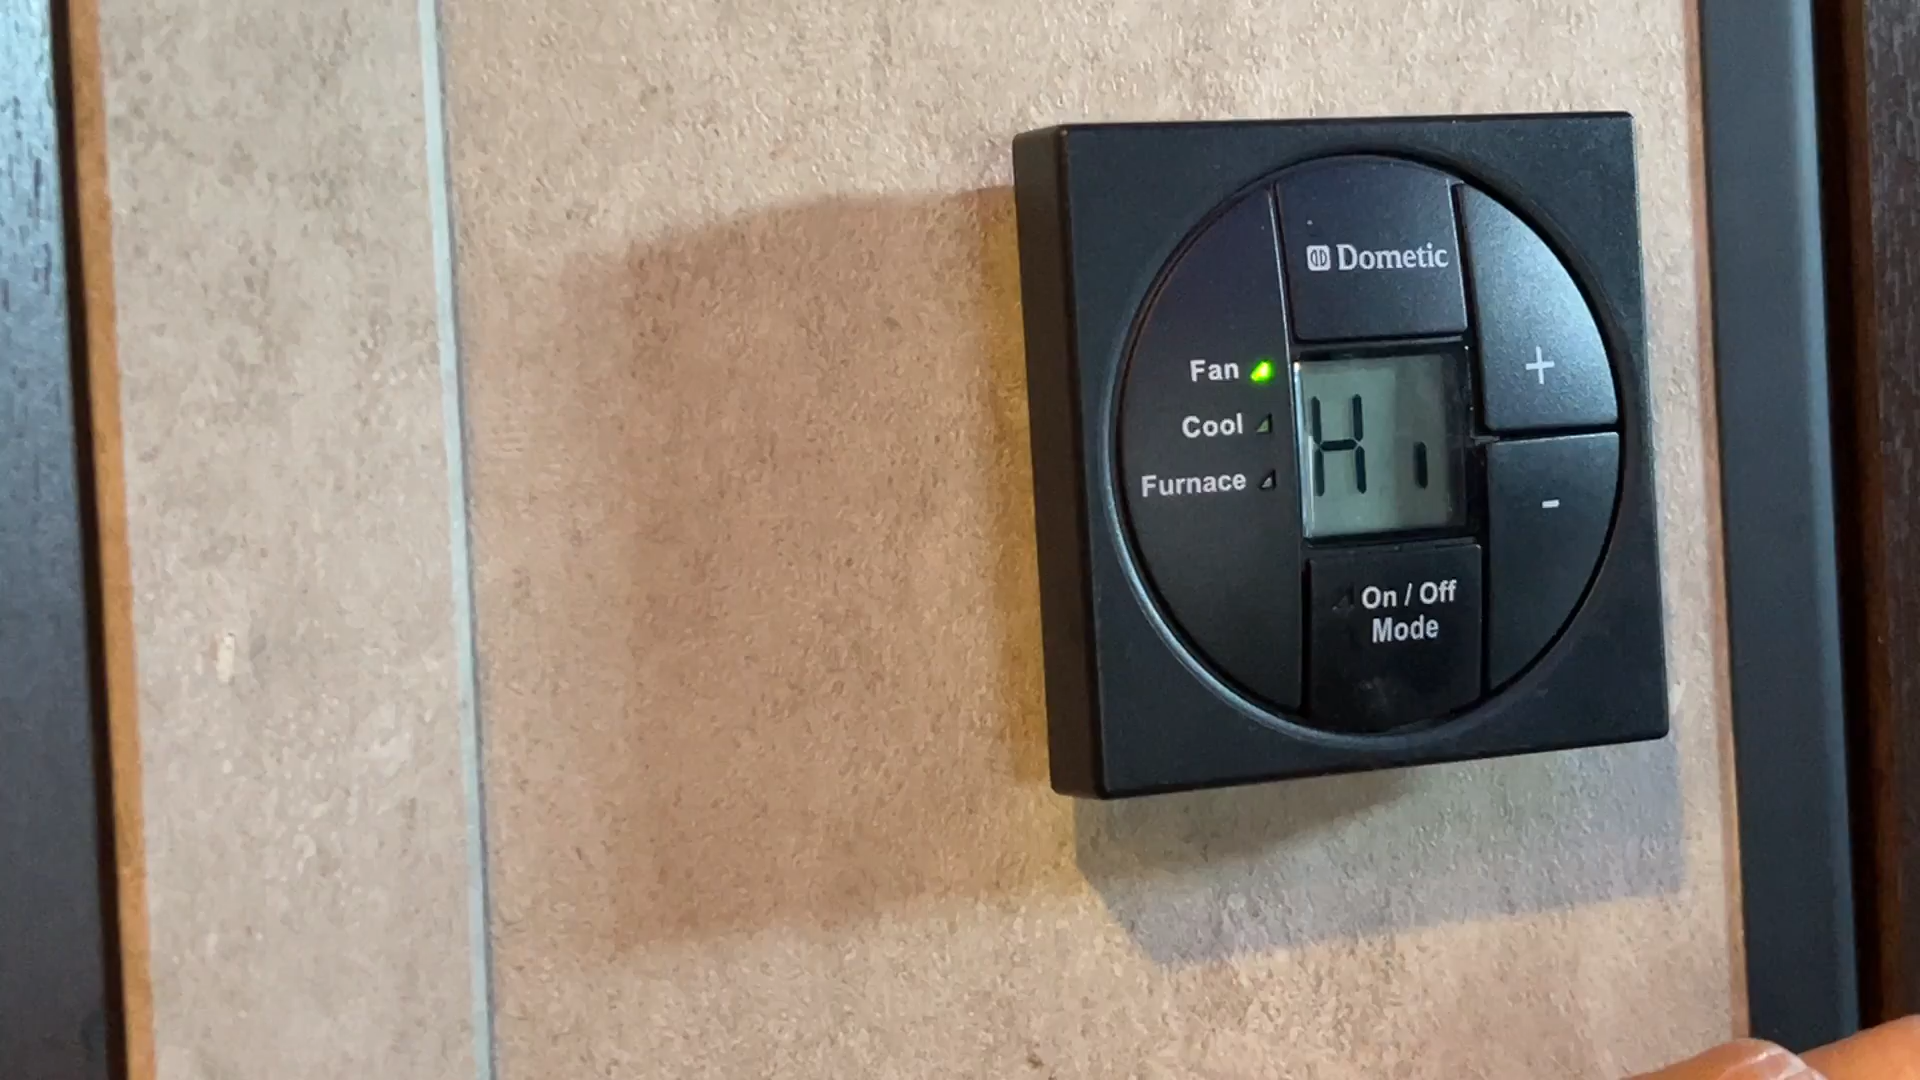 Dometic
+
Fan
Cool
Furnace
Hi
-
On / Off
Mode